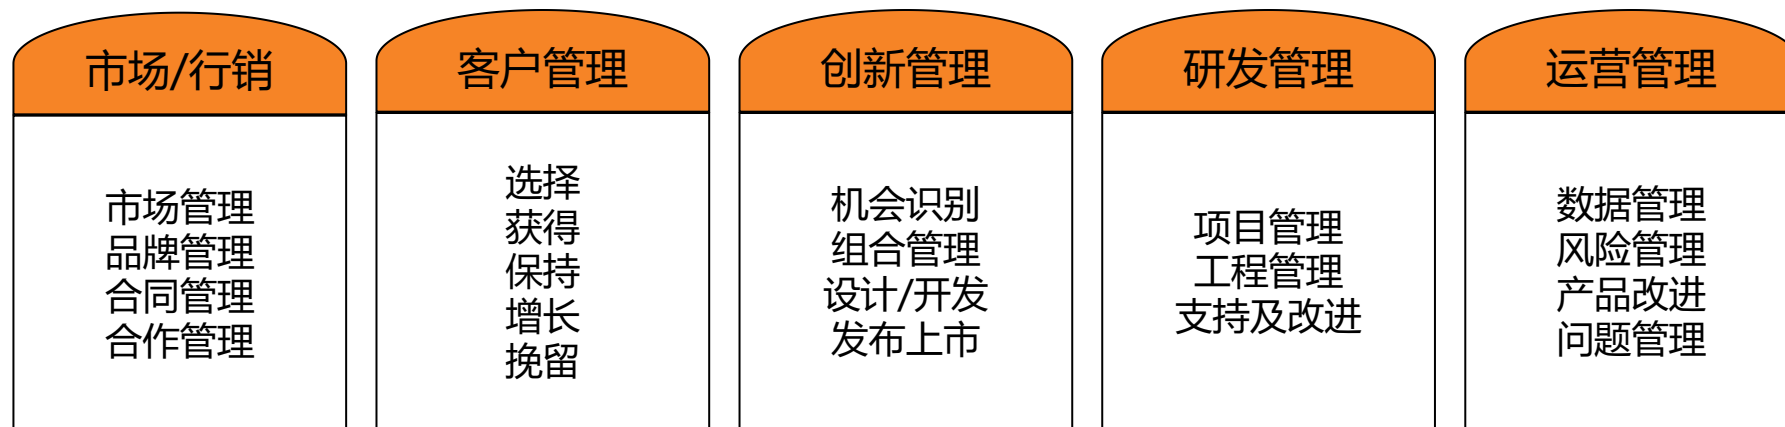 市场/行销
市场管理
品牌管理
合同管理
合作管理
客户管理
选择
获得
保持
增长
挽留
创新管理
机会识别
组合管理
设计/开发
发布上市
研发管理
项目管理
工程管理
支持及改进
运营管理
数据管理
风险管理
产品改进
问题管理